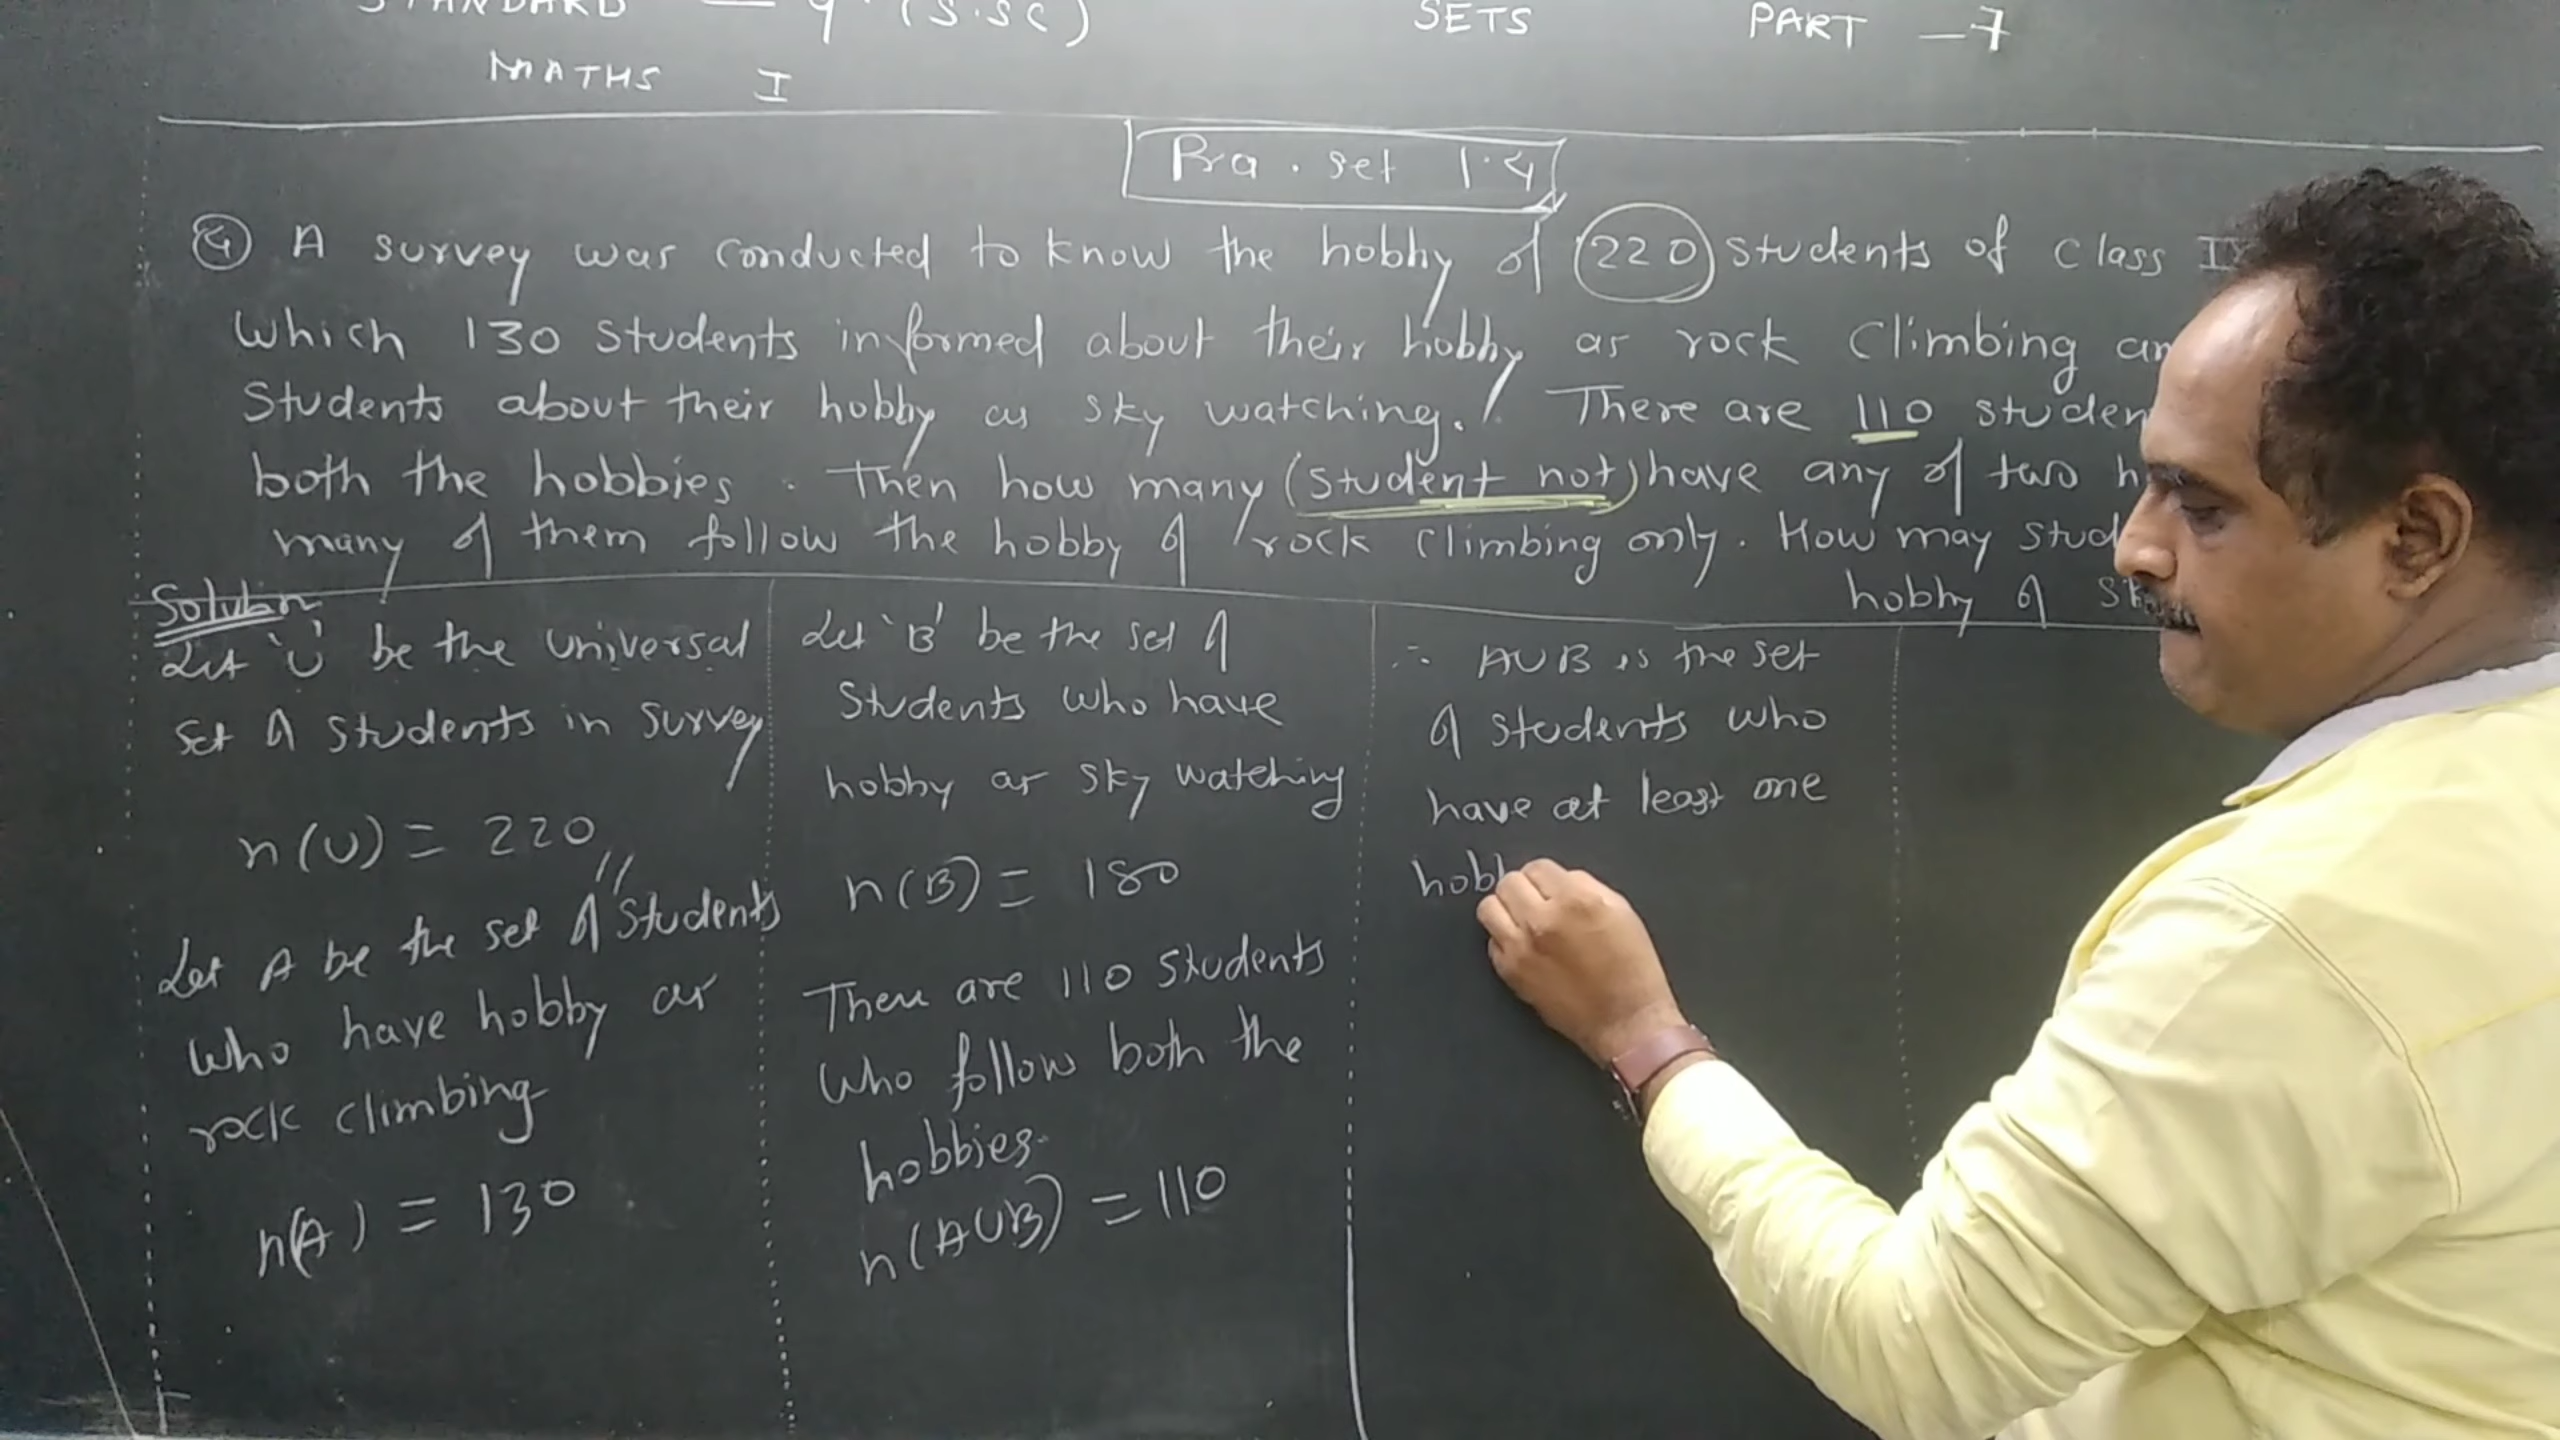 STANDARD — 9 (S.SC) SETS PART — 7
MATHS I
Pra. set 1.4
④ A survey was conducted to know the hobby of 220 students of class IX
Which 130 students informed about their hobby as rock climbing
Students about their hobby as sky watching. There are 110
both the hobbies. Then how many (student not) have any of two
many of them follow the hobby of rock climbing only. How may
hobby of
Solution
Let 'U' be the universal
set of students in survey
n(U) = 220 //
Let A be the set of students
who have hobby as
rock climbing
n(A) = 130
Let 'B' be the set of
students who have
hobby as sky watching
n(B) = 180
There are 110 students
who follow both the
hobbies.
n(A∪B) = 110
∴ A∪B is the set
of students who
have at least one
hobb